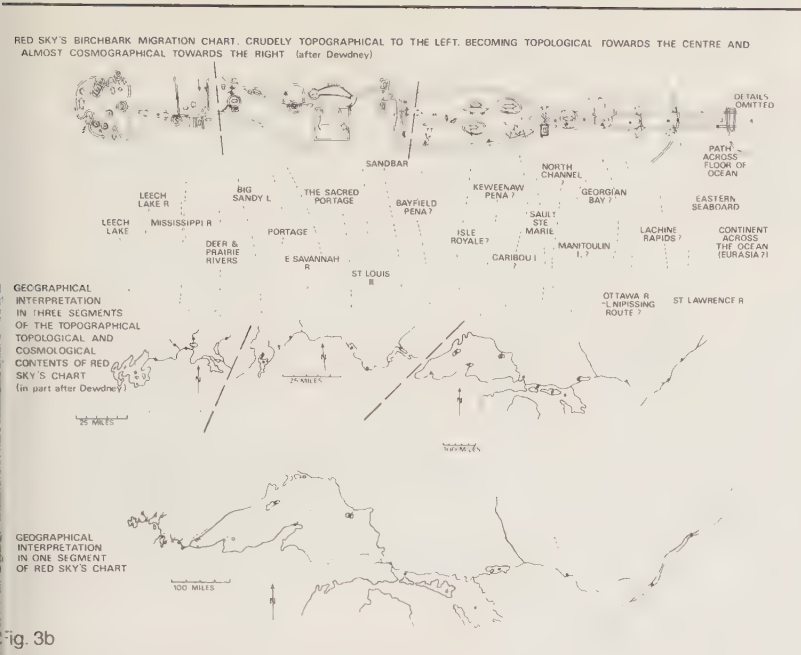 RED SKY'S BIRCHBARK MIGRATION CHART, CRUDELY TOPOGRAPHICAL TO THE LEFT, BECOMING TOPOLOGICAL TOWARDS THE CENTRE AND
ALMOST COSMOGRAPHICAL TOWARDS THE RIGHT (after Dewdney)
DETAILS
OMITTED
PATH
ACROSS
FLOOR OF
OCEAN
SANDBAR
NORTH
CHANNEL
LEECH
LAKE R
BIG
SANDY L
THE SACRED
PORTAGE
KEWEENAW
PENA ?
GEORGIAN
BAY ?
BAYFIELD
PENA ?
EASTERN
SEABOARD
LEECH
LAKE
MISSISSIPPI R
SAULT
STE
MARIE
PORTAGE
ISLE
ROYALE ?
LACHINE
RAPIDS ?
CONTINENT
ACROSS
THE OCEAN
(EURASIA ?)
DEER &
PRAIRIE
RIVERS
MANITOULIN
I. ?
E SAVANNAH
R
CARIBOU I
?
ST LOUIS
R
GEOGRAPHICAL
INTERPRETATION
IN THREE SEGMENTS
OF THE TOPOGRAPHICAL
TOPOLOGICAL AND
COSMOLOGICAL
CONTENTS OF RED
SKY'S CHART
(in part after Dewdney)
OTTAWA R
-L NIPISSING
ROUTE ?
ST LAWRENCE R
N
N
25 MILES
N
25 MILES
100 MILES
GEOGRAPHICAL
INTERPRETATION
IN ONE SEGMENT
OF RED SKY'S CHART
100 MILES
N
Fig. 3b